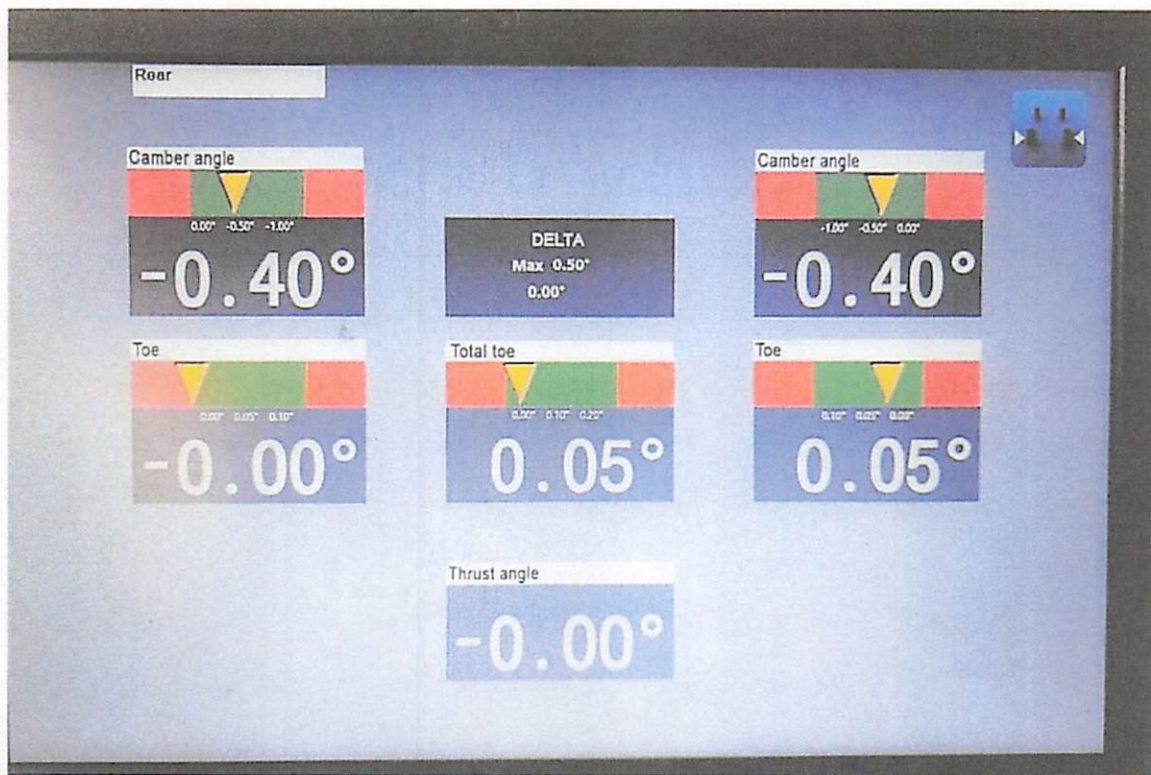 Rear
Camber angle
0.00° -0.50° -1.00°
-0.40°
DELTA
Max 0.50°
0.00°
Camber angle
-1.00° -0.50° 0.00°
-0.40°
Toe
0.00° 0.05° 0.10°
-0.00°
Total toe
0.00° 0.10° 0.20°
0.05°
Toe
0.10° 0.05° 0.00°
0.05°
Thrust angle
-0.00°